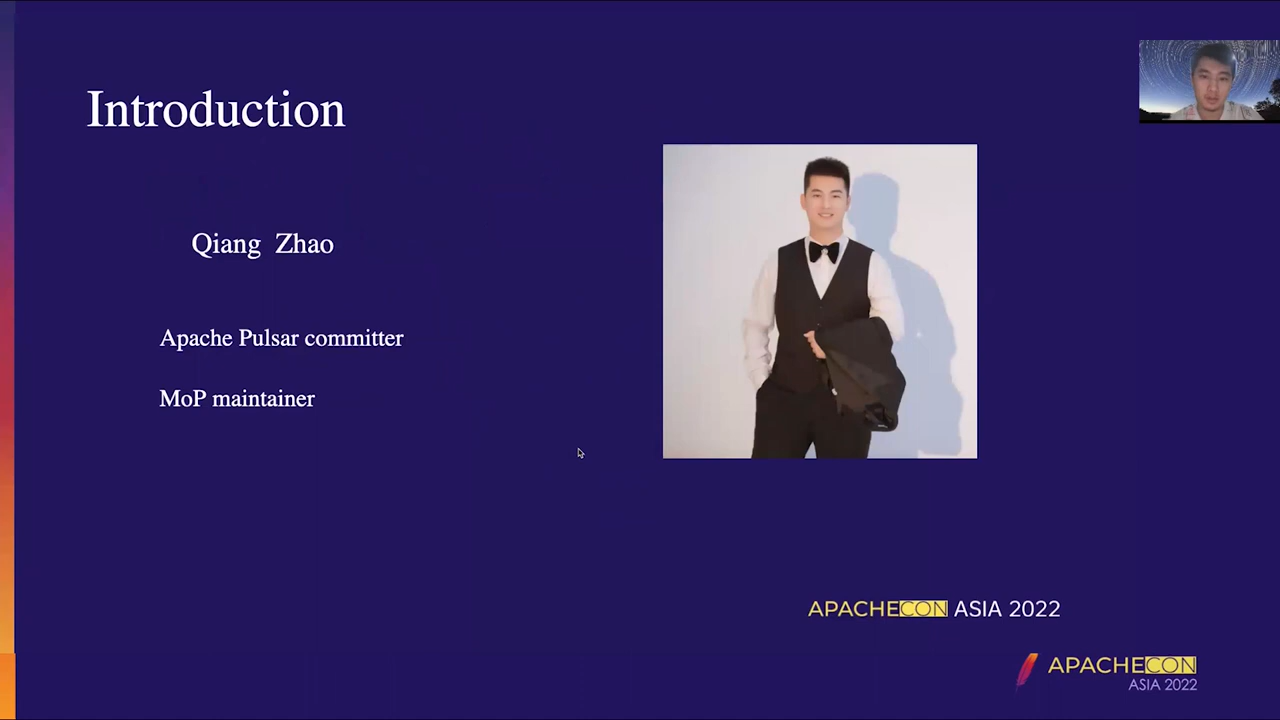 Introduction
Qiang Zhao
Apache Pulsar committer
MoP maintainer
APACHECON ASIA 2022
APACHECON
ASIA 2022